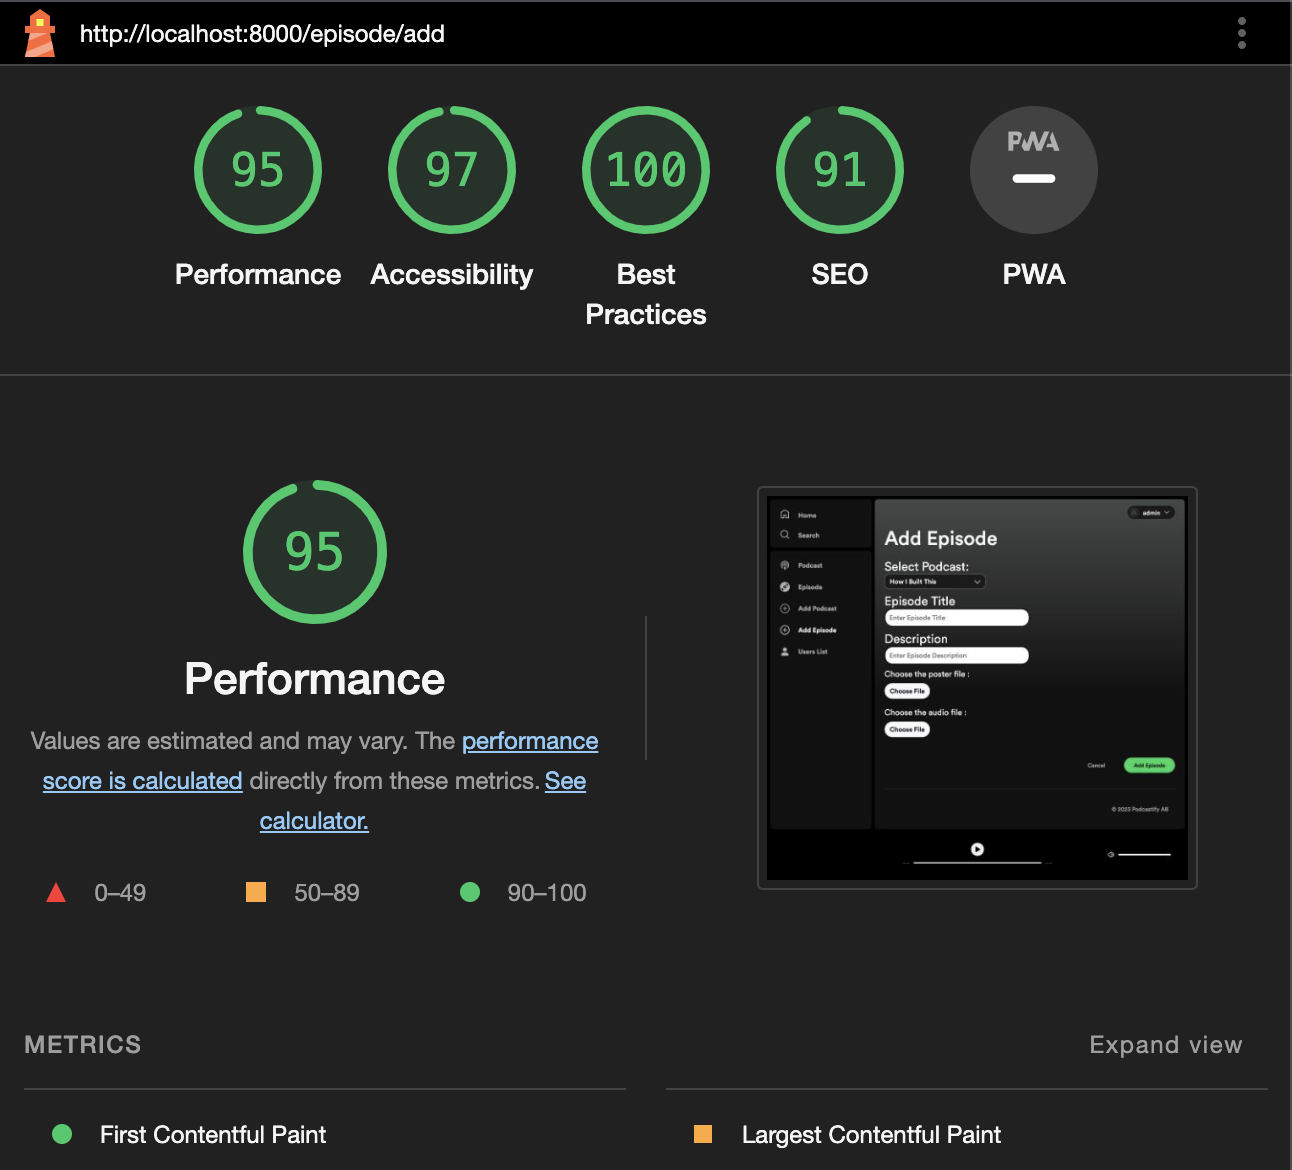 http://localhost:8000/episode/add
95
97
100
91
PWA
Performance
Accessibility
Best
Practices
SEO
PWA
95
Performance
Values are estimated and may vary. The performance
score is calculated directly from these metrics. See
calculator.
0–49
50–89
90–100
Home
Search
Podcast
Episode
Add Podcast
Add Episode
Users List
admin
Add Episode
Select Podcast:
How I Built This
Episode Title
Enter Episode Title
Description
Enter Episode Description
Choose the poster file :
Choose File
Choose the audio file :
Choose File
Cancel
Add Episode
© 2023 Podcastify AB
METRICS
Expand view
First Contentful Paint
Largest Contentful Paint